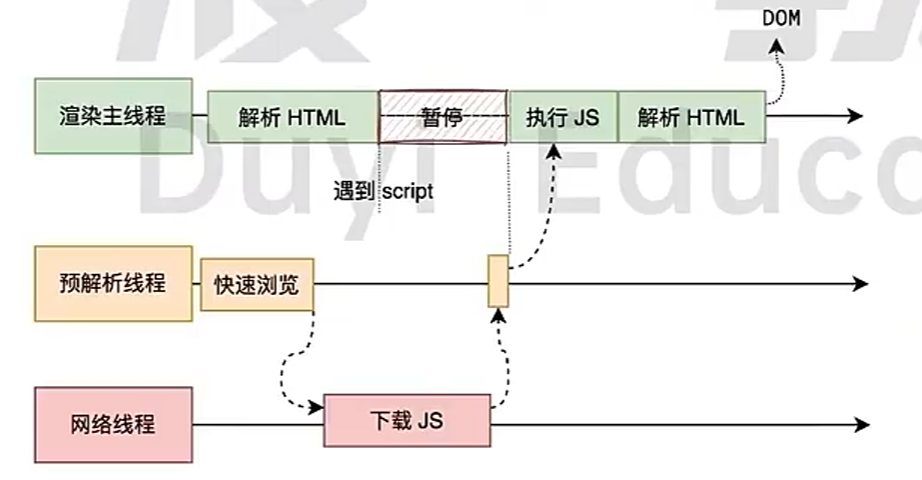 DOM
渲染主线程
解析 HTML
暂停
执行 JS
解析 HTML
遇到 script
Duyi Educa
预解析线程
快速浏览
网络线程
下载 JS